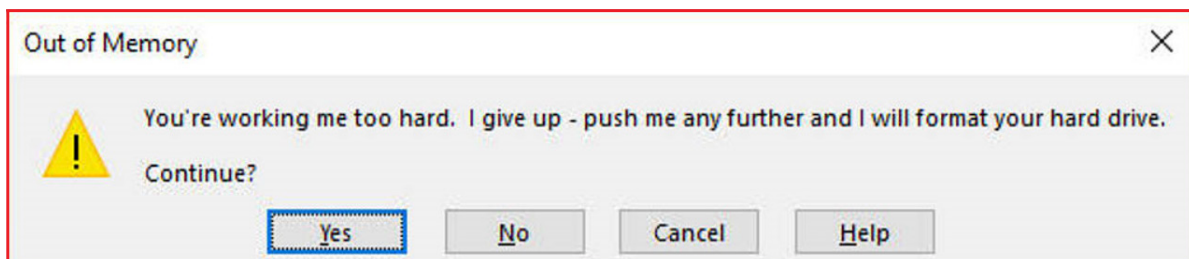 Out of Memory
You're working me too hard.  I give up - push me any further and I will format your hard drive.
Continue?
Yes No Cancel Help